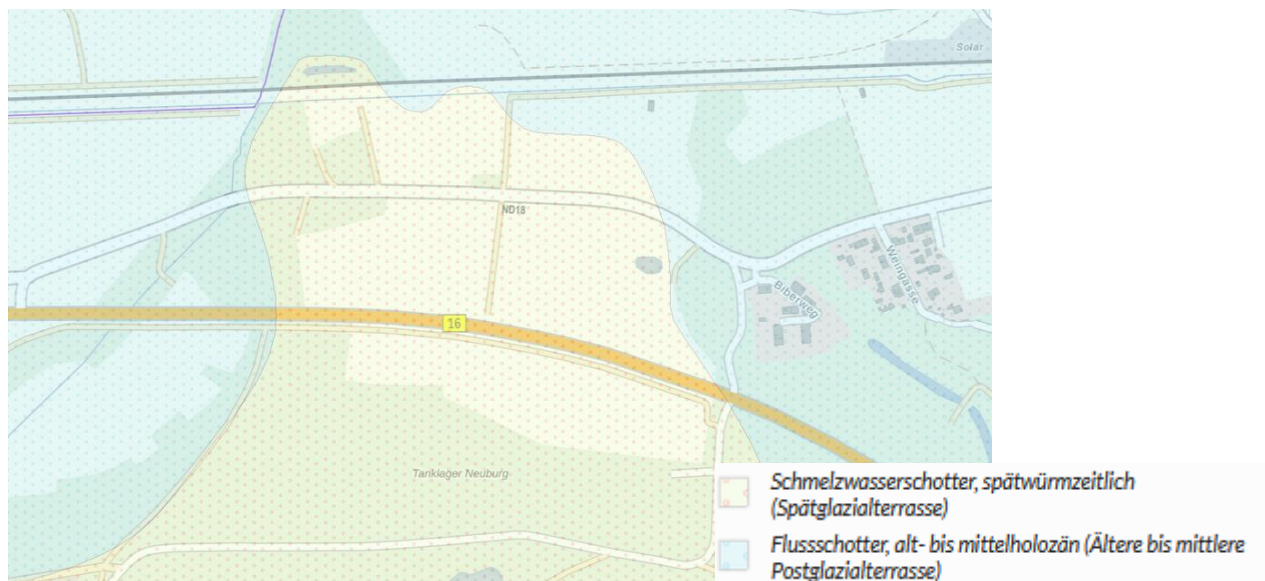 Solar
ND18
Weingasse
Biberweg
16
Tanklager Neuburg
Schmelzwasserschotter, spätwürmzeitlich
(Spätglazialterrasse)
Flussschotter, alt- bis mittelholozän (Ältere bis mittlere
Postglazialterrasse)